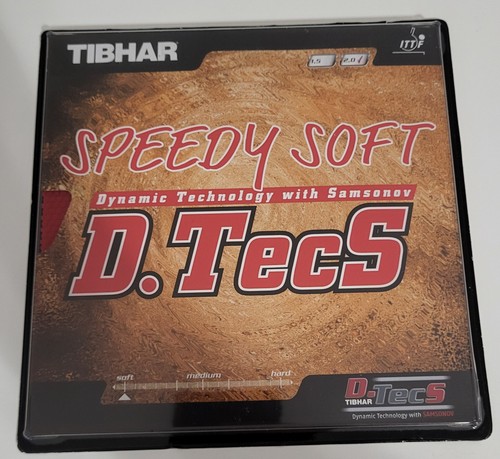 TIBHAR
ITTF
1.5 2.0
SPEEDY SOFT
Dynamic Technology with Samsonov
D.TecS
soft medium hard
D.TecS
TIBHAR
Dynamic Technology with SAMSONOV